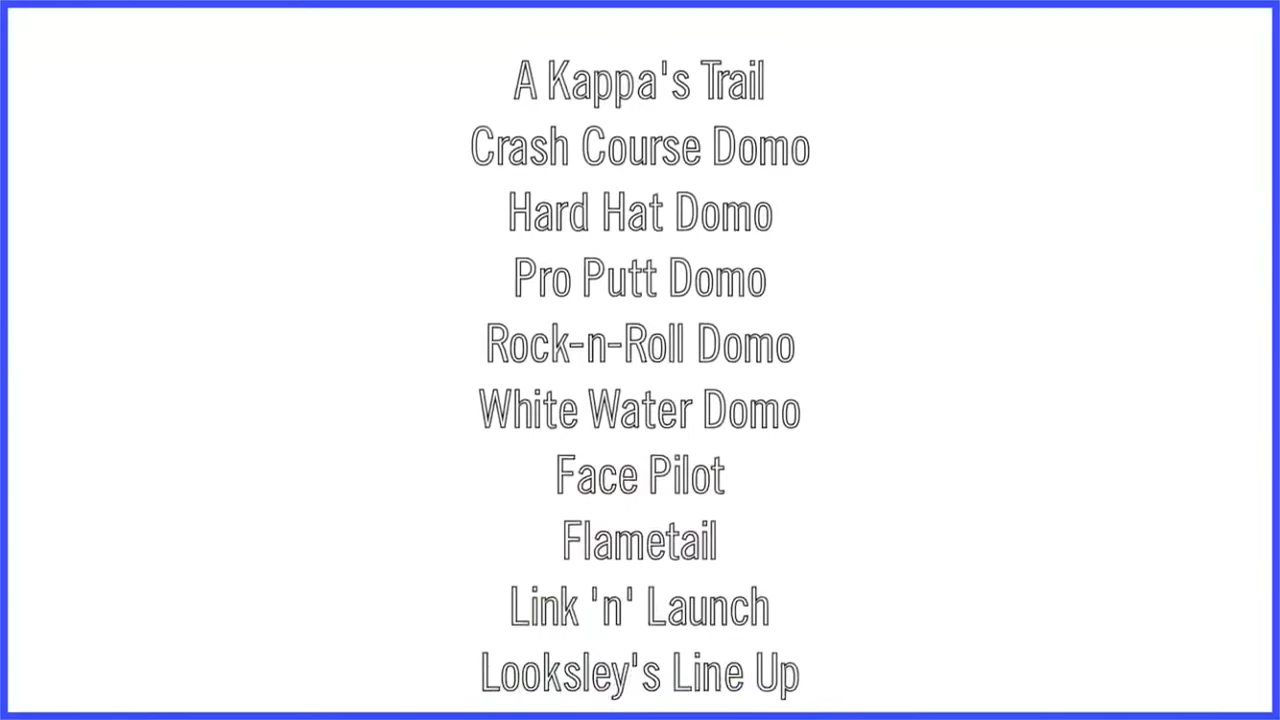 A Kappa's Trail
Crash Course Domo
Hard Hat Domo
Pro Putt Domo
Rock-n-Roll Domo
White Water Domo
Face Pilot
Flametail
Link 'n' Launch
Looksley's Line Up